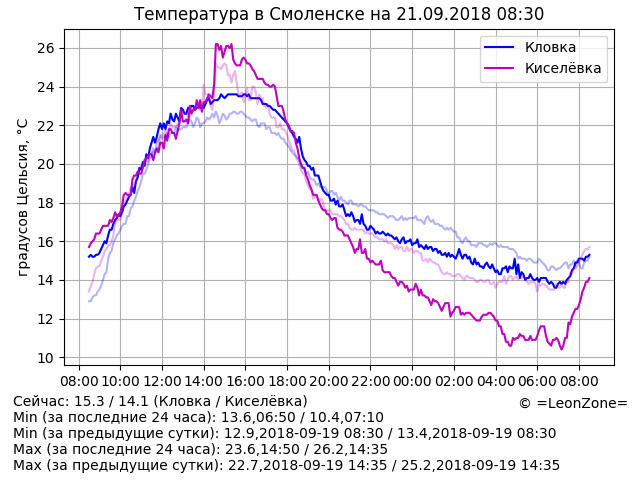 Температура в Смоленске на 21.09.2018 08:30
26
24
22
20
18
16
14
12
10
градусов Цельсия, °C
Кловка
Киселёвка
08:00 10:00 12:00 14:00 16:00 18:00 20:00 22:00 00:00 02:00 04:00 06:00 08:00
Сейчас: 15.3 / 14.1 (Кловка / Киселёвка)
© =LeonZone=
Min (за последние 24 часа): 13.6,06:50 / 10.4,07:10
Min (за предыдущие сутки): 12.9,2018-09-19 08:30 / 13.4,2018-09-19 08:30
Max (за последние 24 часа): 23.6,14:50 / 26.2,14:35
Max (за предыдущие сутки): 22.7,2018-09-19 14:35 / 25.2,2018-09-19 14:35